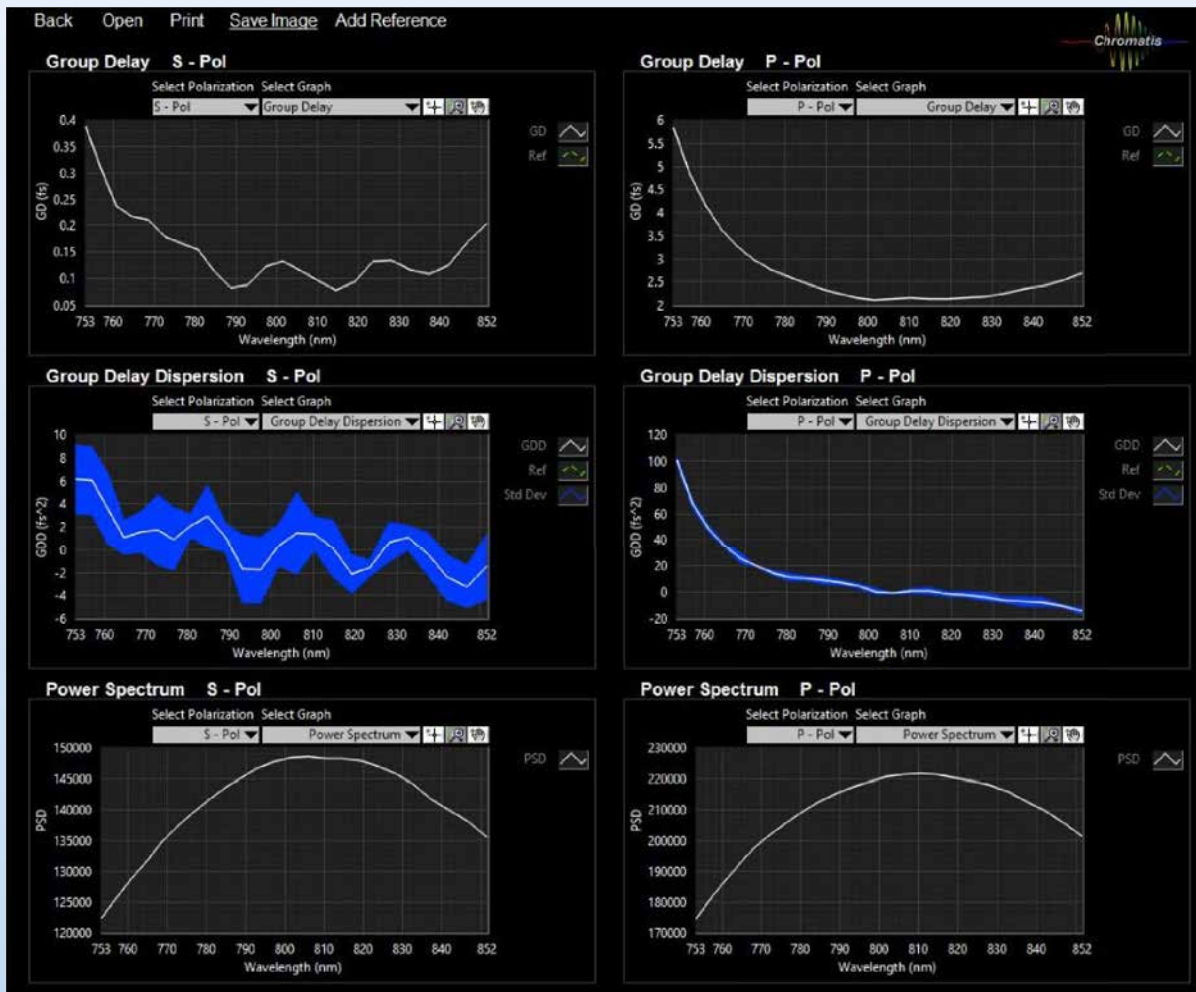 Back Open Print Save Image Add Reference
Chromatis
Group Delay S - Pol
Select Polarization Select Graph
S - Pol Group Delay
0.4
0.35
0.3
0.25
0.2
0.15
0.1
0.05
GD (fs)
753 760 770 780 790 800 810 820 830 840 852
Wavelength (nm)
GD
Ref
Group Delay P - Pol
Select Polarization Select Graph
P - Pol Group Delay
6
5.5
5
4.5
4
3.5
3
2.5
2
GD (fs)
753 760 770 780 790 800 810 820 830 840 852
Wavelength (nm)
GD
Ref
Group Delay Dispersion S - Pol
Select Polarization Select Graph
S - Pol Group Delay Dispersion
10
8
6
4
2
0
-2
-4
-6
GDD (fs^2)
753 760 770 780 790 800 810 820 830 840 852
Wavelength (nm)
GDD
Ref
Std Dev
Group Delay Dispersion P - Pol
Select Polarization Select Graph
P - Pol Group Delay Dispersion
120
100
80
60
40
20
0
-20
GDD (fs^2)
753 760 770 780 790 800 810 820 830 840 852
Wavelength (nm)
GDD
Ref
Std Dev
Power Spectrum S - Pol
Select Polarization Select Graph
S - Pol Power Spectrum
150000
145000
140000
135000
130000
125000
120000
PSD
753 760 770 780 790 800 810 820 830 840 852
Wavelength (nm)
PSD
Power Spectrum P - Pol
Select Polarization Select Graph
P - Pol Power Spectrum
230000
220000
210000
200000
190000
180000
170000
PSD
753 760 770 780 790 800 810 820 830 840 852
Wavelength (nm)
PSD